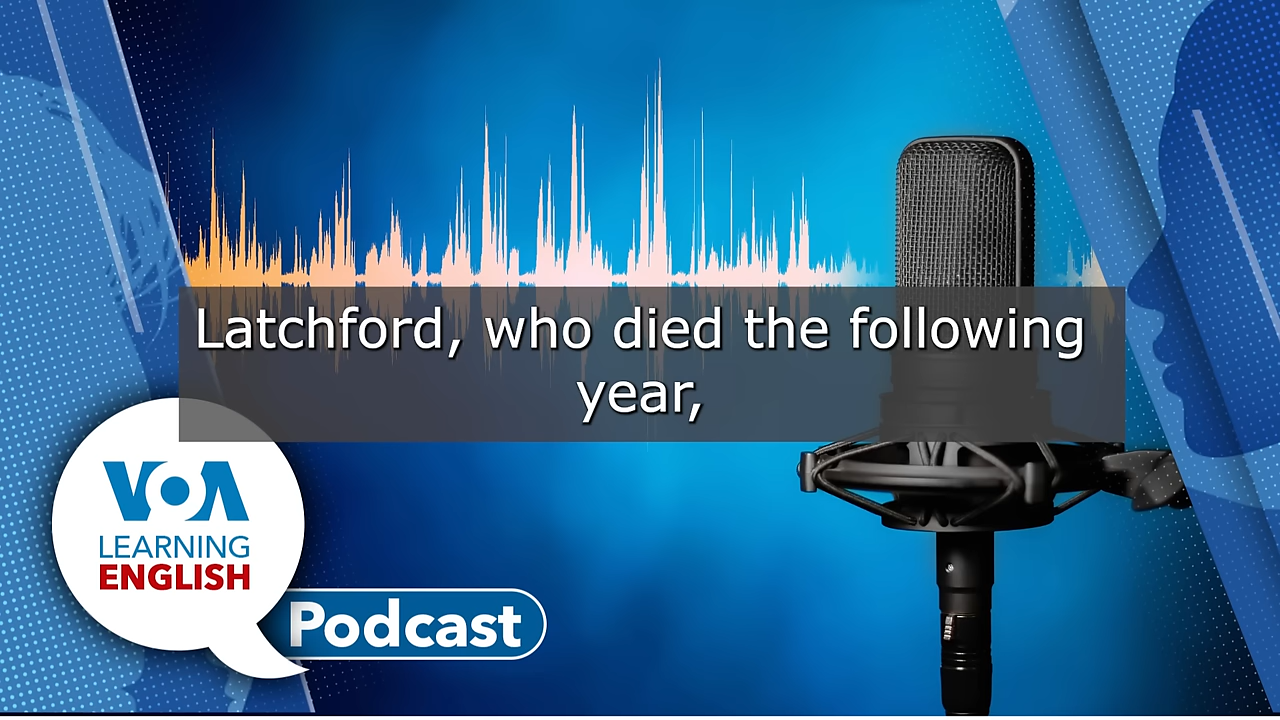 Latchford, who died the following
year,
VOA
LEARNING
ENGLISH
Podcast